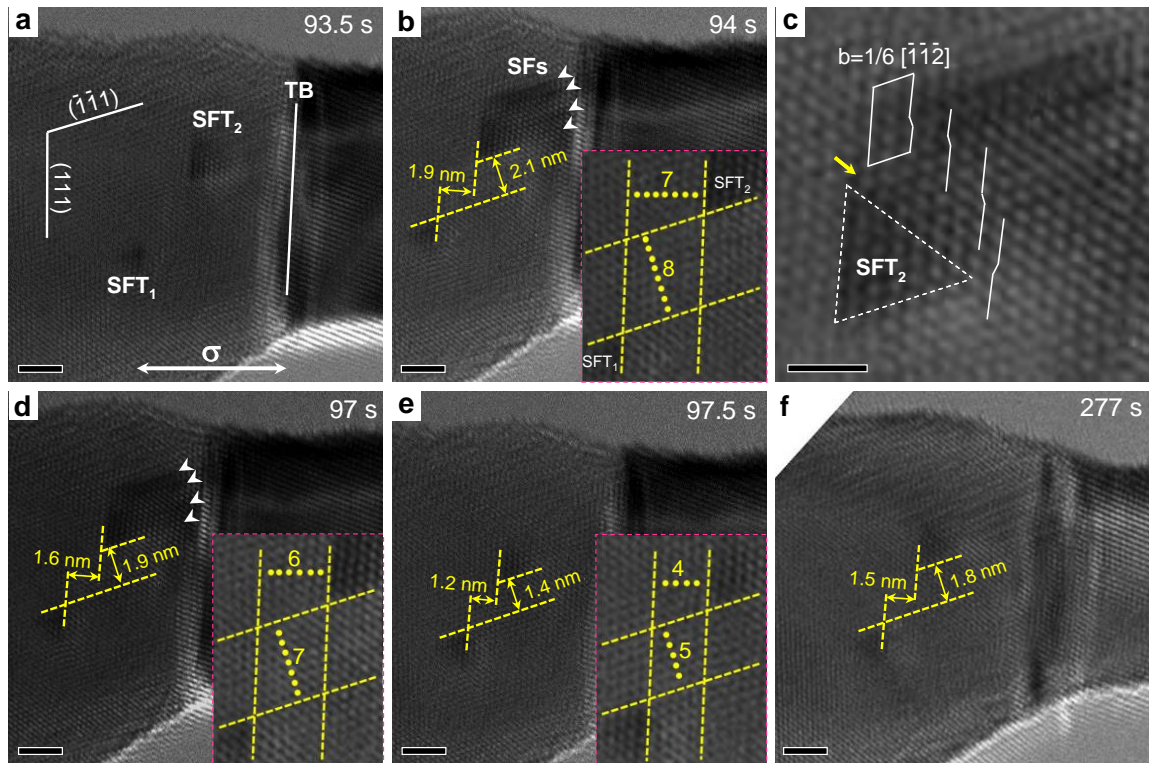 a
93.5 s
(1̄1̄1)
(111)
SFT₂
TB
SFT₁
σ
b
94 s
SFs
1.9 nm
2.1 nm
7
SFT₂
8
SFT₁
c
b=1/6 [1̄1̄2̄]
SFT₂
d
97 s
1.6 nm
1.9 nm
6
7
e
97.5 s
1.2 nm
1.4 nm
4
5
f
277 s
1.5 nm
1.8 nm